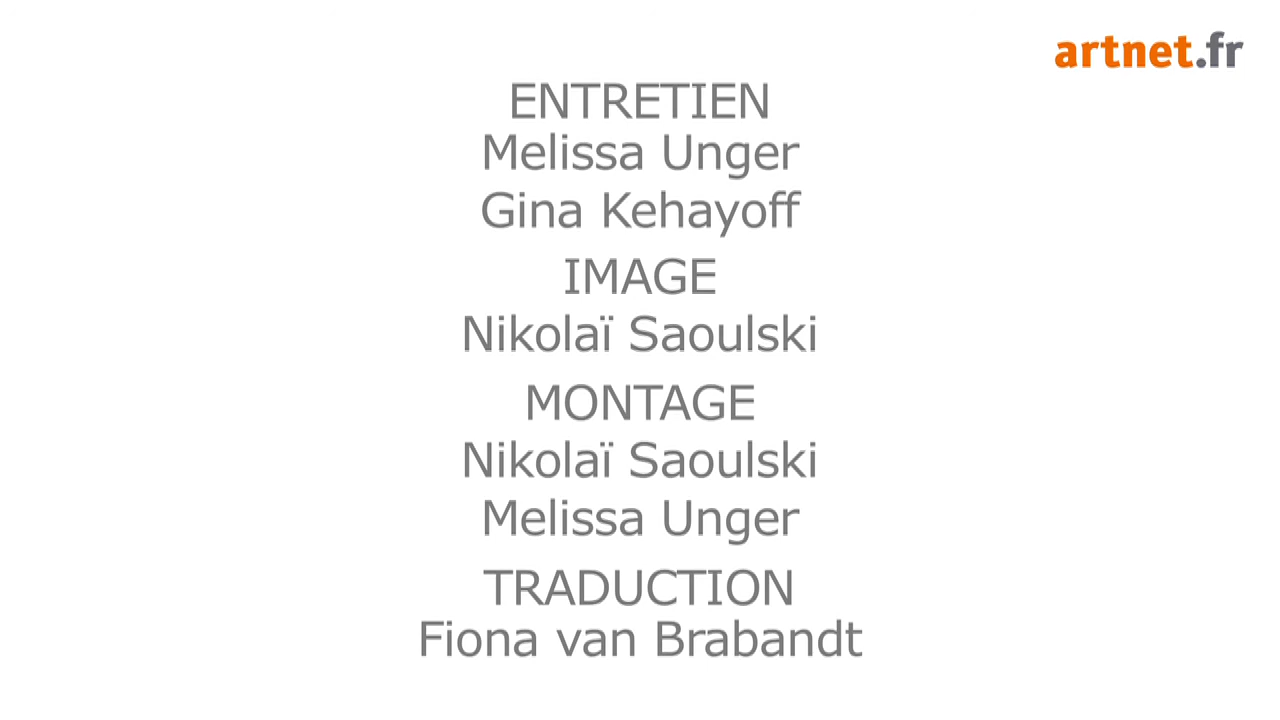 artnet.fr
ENTRETIEN
Melissa Unger
Gina Kehayoff
IMAGE
Nikolaï Saoulski
MONTAGE
Nikolaï Saoulski
Melissa Unger
TRADUCTION
Fiona van Brabandt